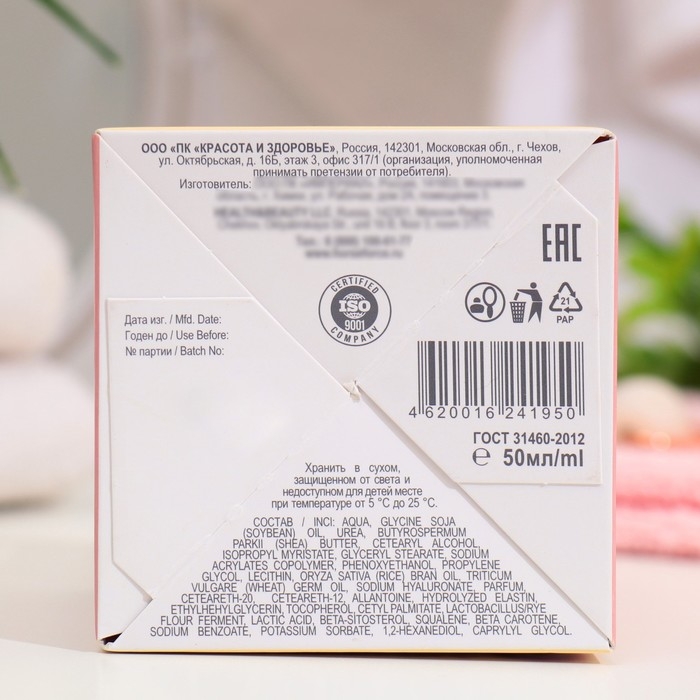 ООО «ПК «КРАСОТА И ЗДОРОВЬЕ», Россия, 142301, Московская обл., г. Чехов,
ул. Октябрьская, д. 16Б, этаж 3, офис 317/1 (организация, уполномоченная
принимать претензии от потребителя).
Изготовитель:
EAC
CERTIFIED
ISO
9001
COMPANY
21
PAP
Дата изг. / Mfd. Date:
Годен до / Use Before:
№ партии / Batch No:
4 620016 241950
ГОСТ 31460-2012
℮ 50мл/ml
Хранить в сухом,
защищенном от света и
недоступном для детей месте
при температуре от 5 °C до 25 °C.
СОСТАВ / INCI: AQUA, GLYCINE SOJA
(SOYBEAN) OIL, UREA, BUTYROSPERMUM
PARKII (SHEA) BUTTER, CETEARYL ALCOHOL,
ISOPROPYL MYRISTATE, GLYCERYL STEARATE, SODIUM
ACRYLATES COPOLYMER, PHENOXYETHANOL, PROPYLENE
GLYCOL, LECITHIN, ORYZA SATIVA (RICE) BRAN OIL, TRITICUM
VULGARE (WHEAT) GERM OIL, SODIUM HYALURONATE, PARFUM,
CETEARETH-20, CETEARETH-12, ALLANTOINE, HYDROLYZED ELASTIN,
ETHYLHEHYLGLYCERIN, TOCOPHEROL, CETYL PALMITATE, LACTOBACILLUS/RYE
FLOUR FERMENT, LACTIC ACID, BETA-SITOSTEROL, SQUALENE, BETA CAROTENE,
SODIUM BENZOATE, POTASSIUM SORBATE, 1,2-HEXANEDIOL, CAPRYLYL GLYCOL.